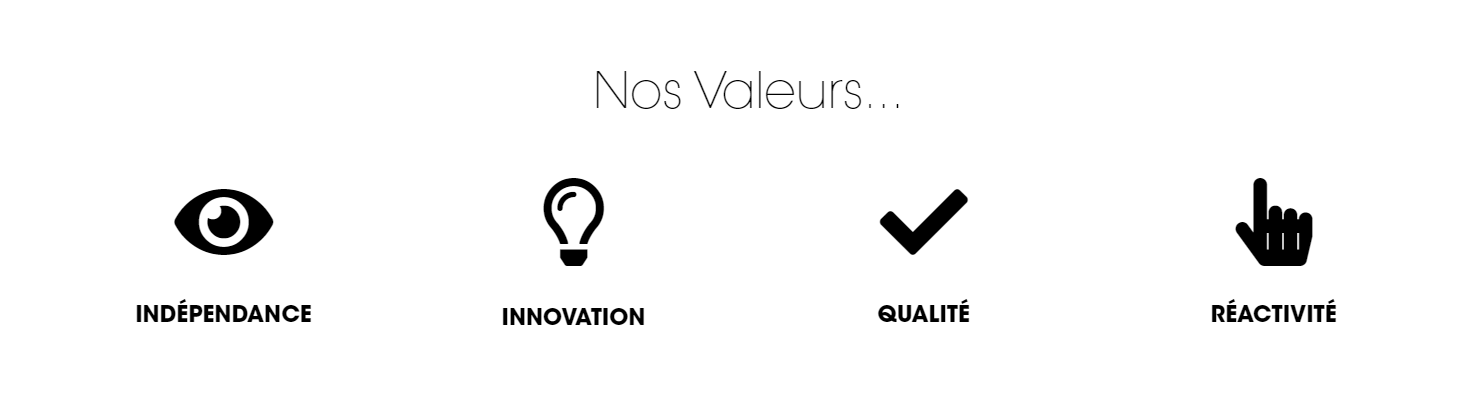 Nos Valeurs...
INDÉPENDANCE
INNOVATION
QUALITÉ
RÉACTIVITÉ